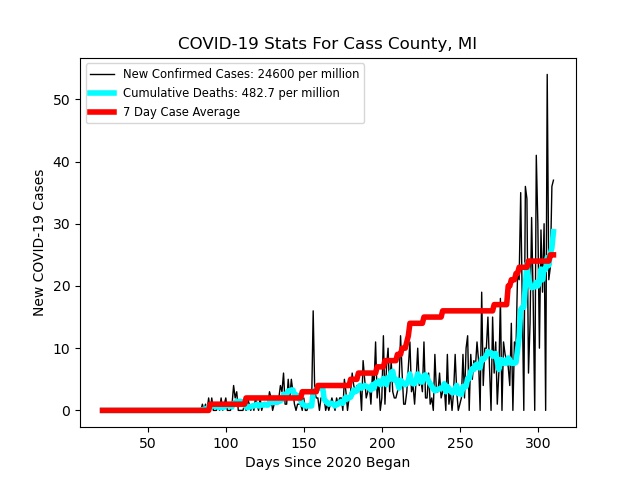 COVID-19 Stats For Cass County, MI
New Confirmed Cases: 24600 per million
Cumulative Deaths: 482.7 per million
7 Day Case Average
New COVID-19 Cases
50
40
30
20
10
0
50 100 150 200 250 300
Days Since 2020 Began